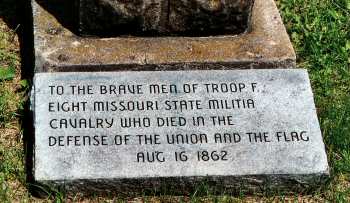 TO THE BRAVE MEN OF TROOP F.,
EIGHT MISSOURI STATE MILITIA
CAVALRY WHO DIED IN THE
DEFENSE OF THE UNION AND THE FLAG
AUG 16 1862